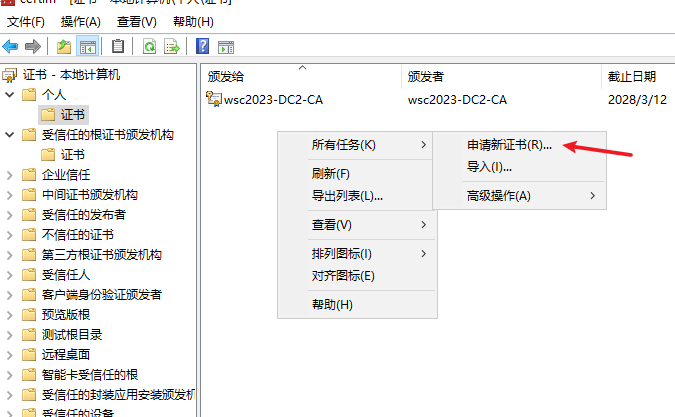 certlm - [证书 - 本地计算机\个人\证书]
文件(F) 操作(A) 查看(V) 帮助(H)
证书 - 本地计算机
个人
证书
受信任的根证书颁发机构
证书
企业信任
中间证书颁发机构
受信任的发布者
不信任的证书
第三方根证书颁发机构
受信任人
客户端身份验证颁发者
预览版根
测试根目录
远程桌面
智能卡受信任的根
受信任的封装应用安装颁发机
受信任的设备
颁发给 颁发者 截止日期
wsc2023-DC2-CA wsc2023-DC2-CA 2028/3/12
所有任务(K)
刷新(F)
导出列表(L)...
查看(V)
排列图标(I)
对齐图标(E)
帮助(H)
申请新证书(R)...
导入(I)...
高级操作(A)